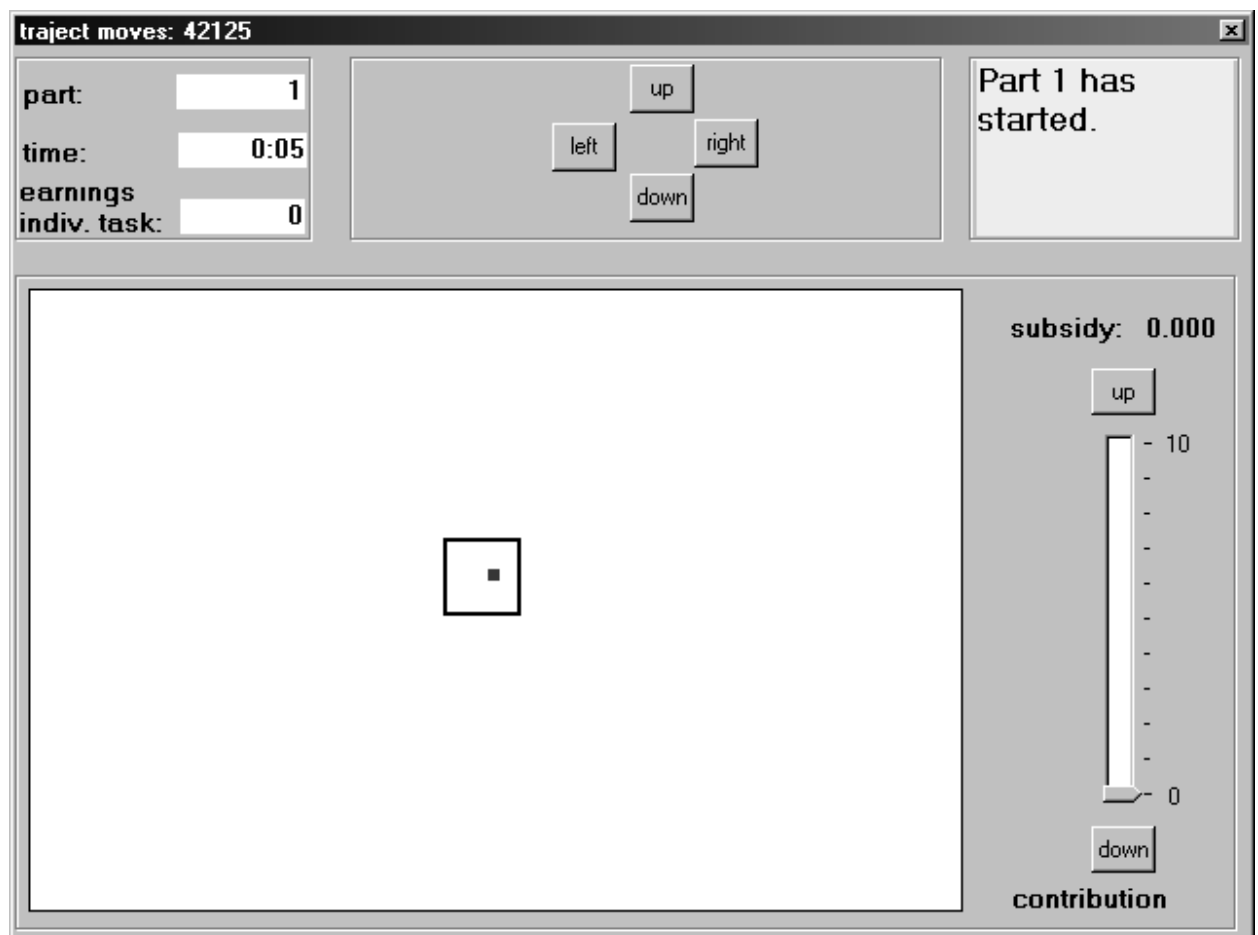 traject moves: 42125
part: 1
time: 0:05
earnings
indiv. task: 0
up
left right
down
Part 1 has
started.
subsidy: 0.000
up
10
0
down
contribution